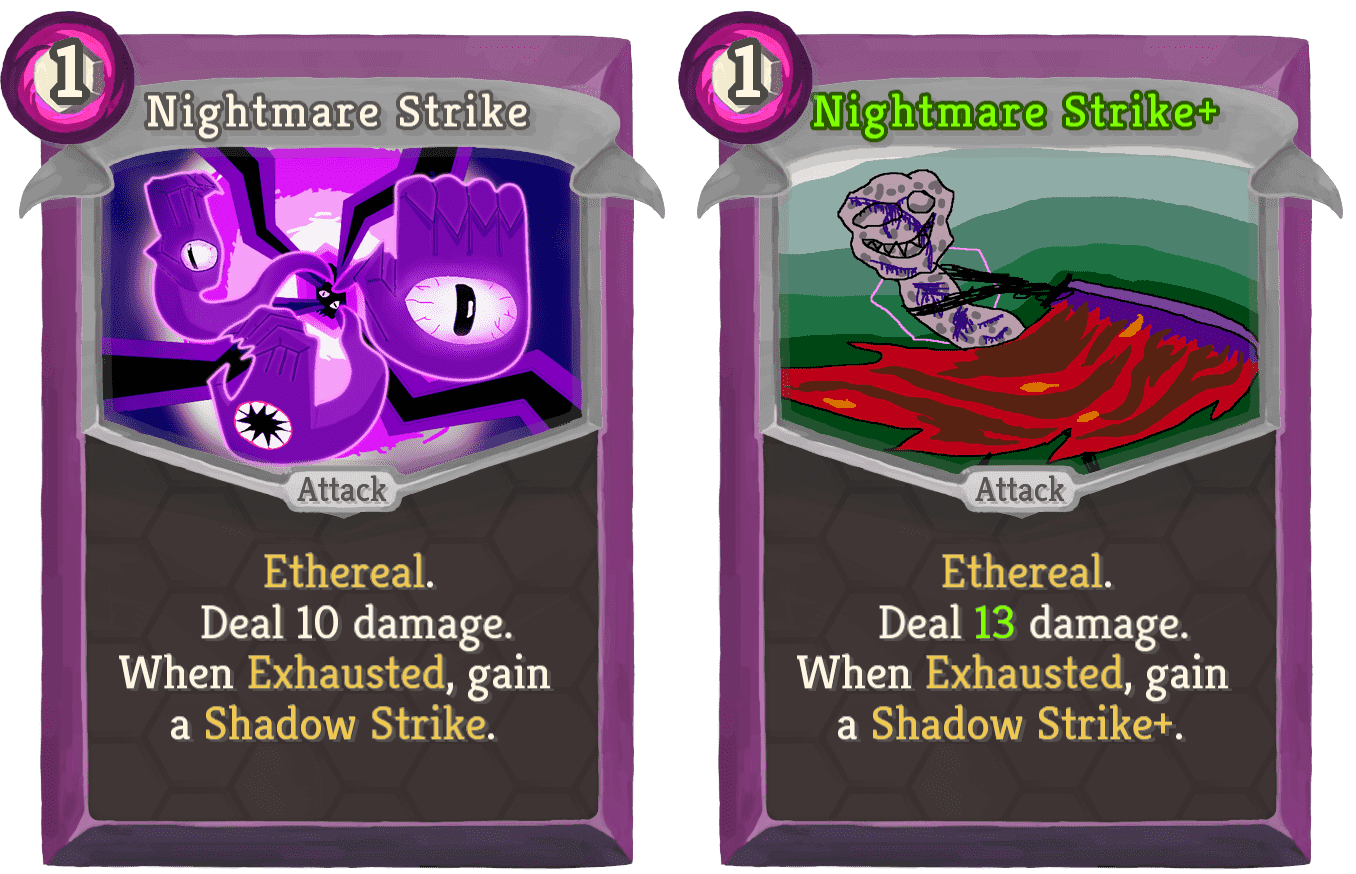 1
Nightmare Strike
Attack
Ethereal.
Deal 10 damage.
When Exhausted, gain
a Shadow Strike.
1
Nightmare Strike+
Attack
Ethereal.
Deal 13 damage.
When Exhausted, gain
a Shadow Strike+.